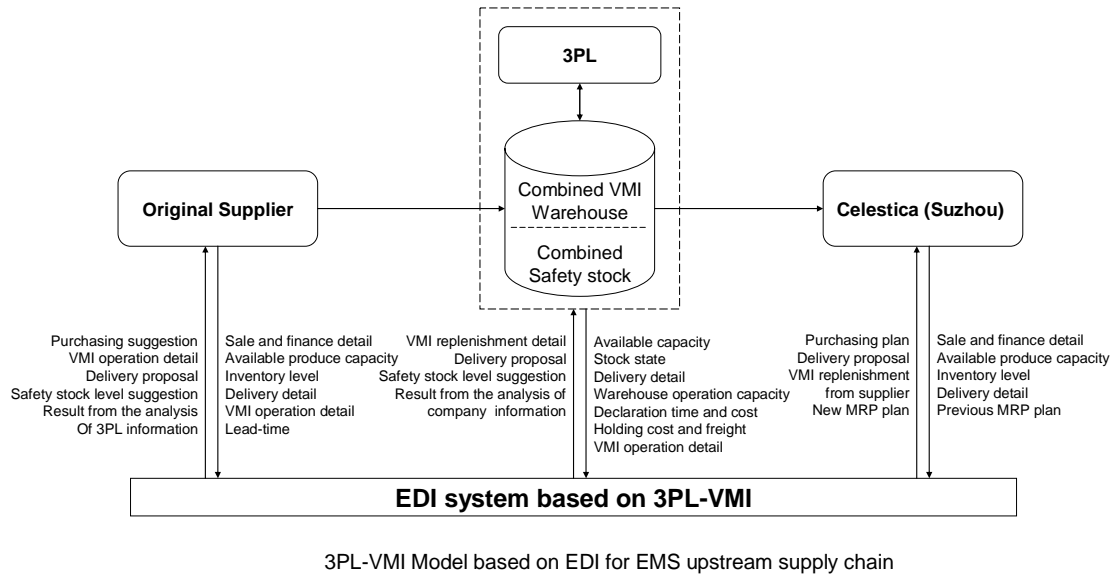 3PL
Combined VMI
Warehouse
Combined
Safety stock
Original Supplier
Celestica (Suzhou)
Purchasing suggestion
VMI operation detail
Delivery proposal
Safety stock level suggestion
Result from the analysis
Of 3PL information
Sale and finance detail
Available produce capacity
Inventory level
Delivery detail
VMI operation detail
Lead-time
VMI replenishment detail
Delivery proposal
Safety stock level suggestion
Result from the analysis of
company information
Available capacity
Stock state
Delivery detail
Warehouse operation capacity
Declaration time and cost
Holding cost and freight
VMI operation detail
Purchasing plan
Delivery proposal
VMI replenishment
from supplier
New MRP plan
Sale and finance detail
Available produce capacity
Inventory level
Delivery detail
Previous MRP plan
EDI system based on 3PL-VMI
3PL-VMI Model based on EDI for EMS upstream supply chain